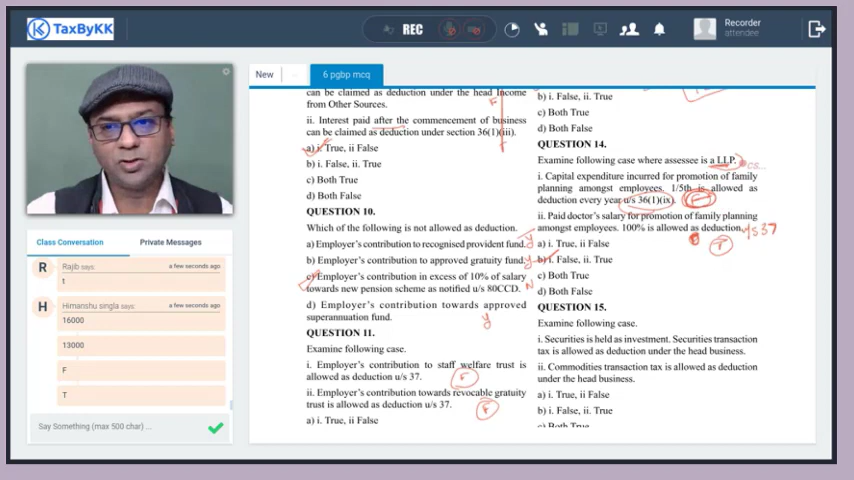 TaxByKK
REC
Recorder
attendee
New
6 pgbp mcq
Class Conversation
Private Messages
R
Rajib says:
a few seconds ago
t
H
Himanshu singla says:
a few seconds ago
16000
13000
F
T
Say Something (max 500 char) ...
can be claimed as deduction under the head Income
from Other Sources.
ii. Interest paid after the commencement of business
can be claimed as deduction under section 36(1)(iii).
a) i. True, ii False
b) i. False, ii. True
c) Both True
d) Both False
QUESTION 10.
Which of the following is not allowed as deduction.
a) Employer's contribution to recognised provident fund.
y
b) Employer's contribution to approved gratuity fund.
y
c) Employer's contribution in excess of 10% of salary
towards new pension scheme as notified u/s 80CCD.
N
d) Employer's contribution towards approved
superannuation fund.
y
QUESTION 11.
Examine following case.
i. Employer's contribution to staff welfare trust is
allowed as deduction u/s 37.
F
ii. Employer's contribution towards revocable gratuity
trust is allowed as deduction u/s 37.
F
a) i. True, ii False
b) i. False, ii. True
c) Both True
d) Both False
QUESTION 14.
Examine following case where assessee is a LLP.
i. Capital expenditure incurred for promotion of family
planning amongst employees. 1/5th is allowed as
deduction every year u/s 36(1)(ix).
F
ii. Paid doctor's salary for promotion of family planning
amongst employees. 100% is allowed as deduction.
u/s 37
T
a) i. True, ii False
b) i. False, ii. True
c) Both True
d) Both False
QUESTION 15.
Examine following case.
i. Securities is held as investment. Securities transaction
tax is allowed as deduction under the head business.
ii. Commodities transaction tax is allowed as deduction
under the head business.
a) i. True, ii False
b) i. False, ii. True
c) Both True